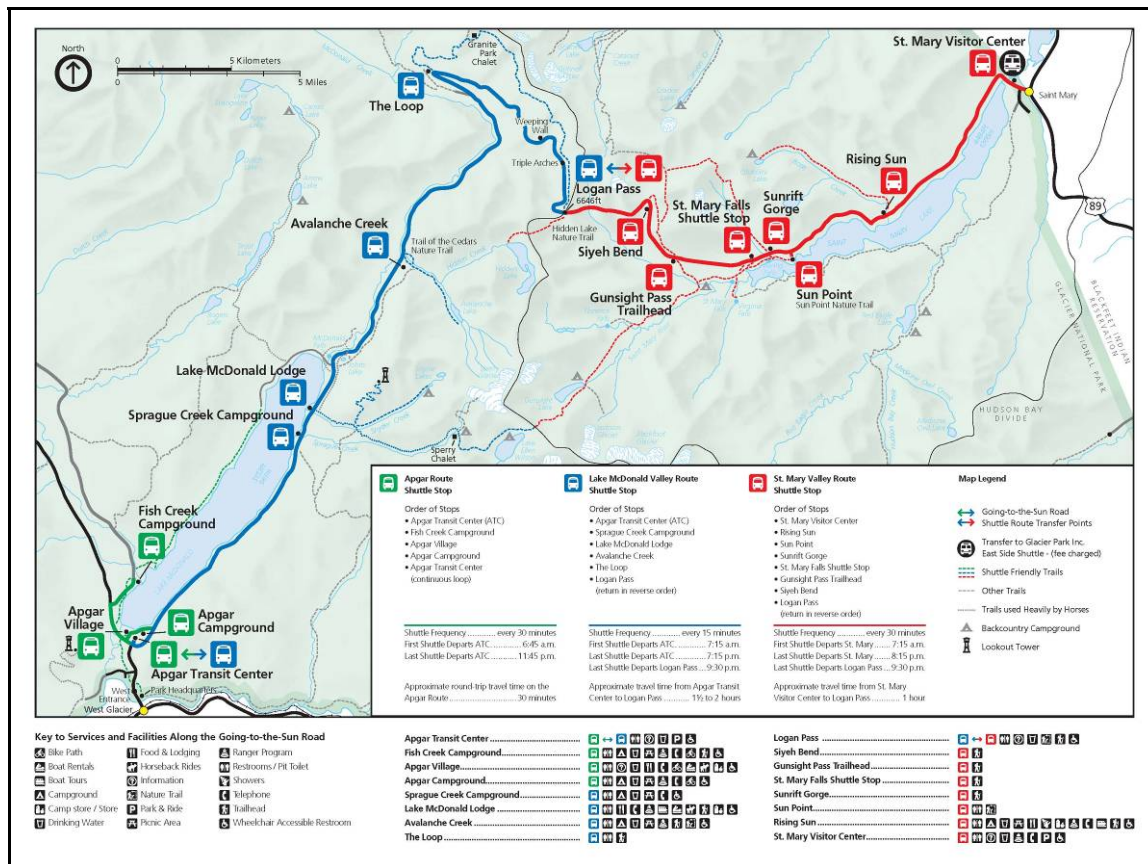 North
0 5 Kilometers
0 5 Miles
Granite Park
Chalet
The Loop
Weeping
Wall
Triple Arches
Logan Pass
6646ft
Hidden Lake
Nature Trail
Siyeh Bend
Gunsight Pass
Trailhead
St. Mary Falls
Shuttle Stop
Sunrift
Gorge
Sun Point
Sun Point Nature Trail
Rising Sun
St. Mary Visitor Center
Saint Mary
89
BLACKFEET INDIAN
RESERVATION
GLACIER NATIONAL PARK
HUDSON BAY
DIVIDE
Avalanche Creek
Trail of the Cedars
Nature Trail
Lake McDonald Lodge
Sprague Creek Campground
Sperry
Chalet
Fish Creek
Campground
LAKE McDONALD
Apgar
Village
Apgar
Campground
Apgar Transit Center
Park Headquarters
West
Entrance
West Glacier
Apgar Route
Shuttle Stop
Order of Stops
• Apgar Transit Center (ATC)
• Fish Creek Campground
• Apgar Village
• Apgar Campground
• Apgar Transit Center
(continuous loop)
Shuttle Frequency ............ every 30 minutes
First Shuttle Departs ATC ............ 6:45 a.m.
Last Shuttle Departs ATC ............ 11:45 p.m.
Approximate round-trip travel time on the
Apgar Route ............ 30 minutes
Lake McDonald Valley Route
Shuttle Stop
Order of Stops
• Apgar Transit Center (ATC)
• Sprague Creek Campground
• Lake McDonald Lodge
• Avalanche Creek
• The Loop
• Logan Pass
(return in reverse order)
Shuttle Frequency ............ every 15 minutes
First Shuttle Departs ATC ............ 7:15 a.m.
Last Shuttle Departs ATC ............ 7:15 p.m.
Last Shuttle Departs Logan Pass ... 9:30 p.m.
Approximate travel time from Apgar Transit
Center to Logan Pass ............ 1½ to 2 hours
St. Mary Valley Route
Shuttle Stop
Order of Stops
• St. Mary Visitor Center
• Rising Sun
• Sun Point
• Sunrift Gorge
• St. Mary Falls Shuttle Stop
• Gunsight Pass Trailhead
• Siyeh Bend
• Logan Pass
(return in reverse order)
Shuttle Frequency ............ every 30 minutes
First Shuttle Departs St. Mary ....... 7:15 a.m.
Last Shuttle Departs St. Mary ....... 8:15 p.m.
Last Shuttle Departs Logan Pass ... 9:30 p.m.
Approximate travel time from St. Mary
Visitor Center to Logan Pass ............ 1 hour
Map Legend
Going-to-the-Sun Road
Shuttle Route Transfer Points
Transfer to Glacier Park Inc.
East Side Shuttle - (fee charged)
Shuttle Friendly Trails
Other Trails
Trails used Heavily by Horses
Backcountry Campground
Lookout Tower
Key to Services and Facilities Along the Going-to-the-Sun Road
Bike Path
Boat Rentals
Boat Tours
Campground
Camp store / Store
Drinking Water
Food & Lodging
Horseback Rides
Information
Nature Trail
Park & Ride
Picnic Area
Ranger Program
Restrooms / Pit Toilet
Showers
Telephone
Trailhead
Wheelchair Accessible Restroom
Apgar Transit Center
Fish Creek Campground
Apgar Village
Apgar Campground
Sprague Creek Campground
Lake McDonald Lodge
Avalanche Creek
The Loop
Logan Pass
Siyeh Bend
Gunsight Pass Trailhead
St. Mary Falls Shuttle Stop
Sunrift Gorge
Sun Point
Rising Sun
St. Mary Visitor Center